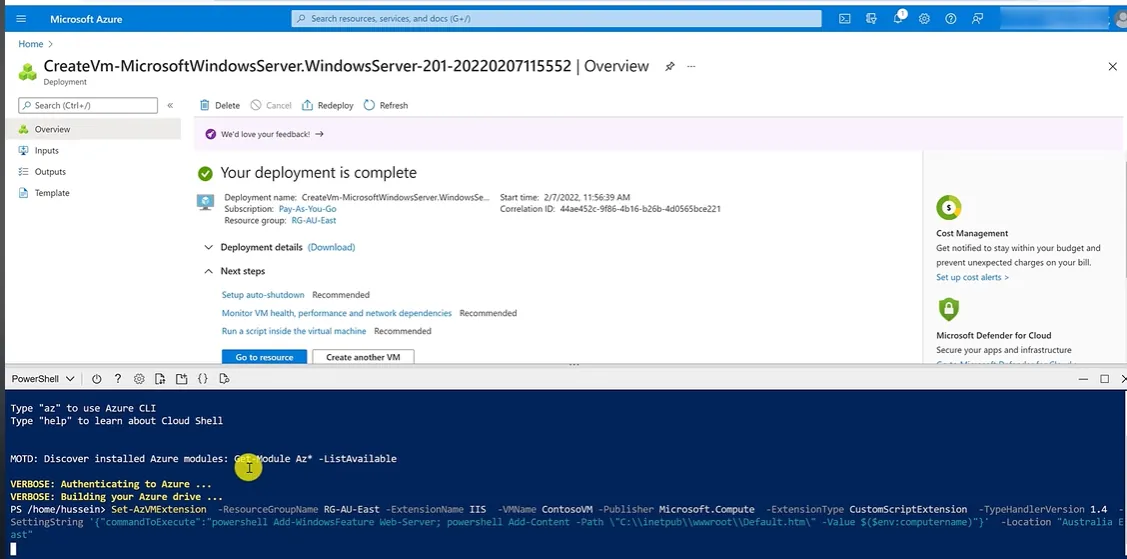 Microsoft Azure
Search resources, services, and docs (G+/)
1
Home >
CreateVm-MicrosoftWindowsServer.WindowsServer-201-20220207115552 | Overview
Deployment
Search (Ctrl+/)
«
Delete
Cancel
Redeploy
Refresh
Overview
Inputs
Outputs
Template
We'd love your feedback! →
Your deployment is complete
Deployment name: CreateVm-MicrosoftWindowsServer.WindowsSe...
Start time: 2/7/2022, 11:56:39 AM
Subscription: Pay-As-You-Go
Correlation ID: 44ae452c-9f86-4b16-b26b-4d0565bce221
Resource group: RG-AU-East
Deployment details (Download)
Next steps
Setup auto-shutdown Recommended
Monitor VM health, performance and network dependencies Recommended
Run a script inside the virtual machine Recommended
Go to resource
Create another VM
Cost Management
Get notified to stay within your budget and
prevent unexpected charges on your bill.
Set up cost alerts >
Microsoft Defender for Cloud
Secure your apps and infrastructure
PowerShell
Type "az" to use Azure CLI
Type "help" to learn about Cloud Shell
MOTD: Discover installed Azure modules: Get-Module Az* -ListAvailable
VERBOSE: Authenticating to Azure ...
VERBOSE: Building your Azure drive ...
PS /home/hussein> Set-AzVMExtension -ResourceGroupName RG-AU-East -ExtensionName IIS -VMName ContosoVM -Publisher Microsoft.Compute -ExtensionType CustomScriptExtension -TypeHandlerVersion 1.4 -
SettingString '{"commandToExecute":"powershell Add-WindowsFeature Web-Server; powershell Add-Content -Path \"C:\\inetpub\\wwwroot\\Default.htm\" -Value $($env:computername)"}' -Location "Australia E
ast"